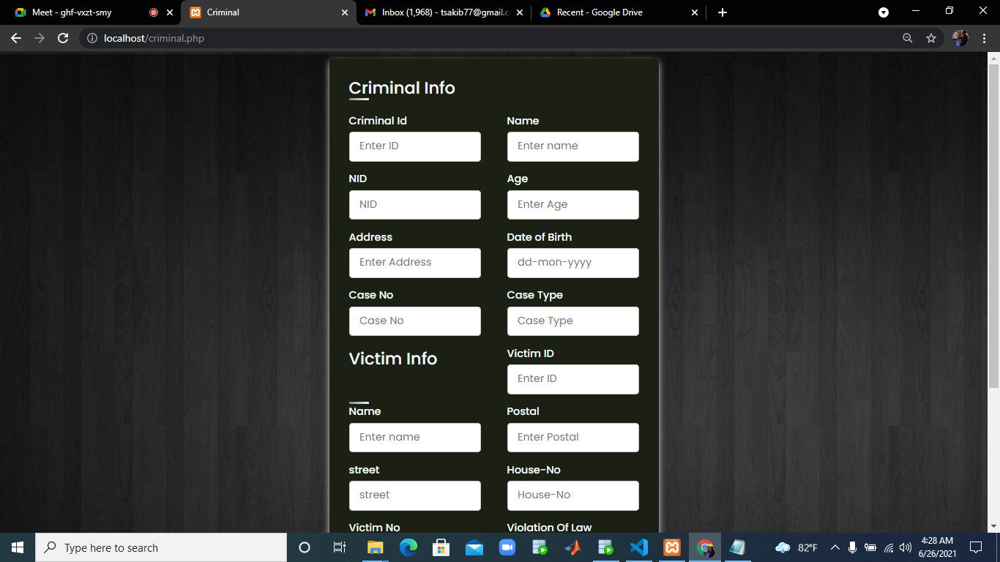 Meet - ghf-vxzt-smy
Criminal
Inbox (1,968) - tsakib77@gmail.c
Recent - Google Drive
localhost/criminal.php
Criminal Info
Criminal Id Name
Enter ID Enter name
NID Age
NID Enter Age
Address Date of Birth
Enter Address dd-mon-yyyy
Case No Case Type
Case No Case Type
Victim Info Victim ID
Enter ID
Name Postal
Enter name Enter Postal
street House-No
street House-No
Victim No Violation Of Law
Type here to search
82°F
4:28 AM
6/26/2021